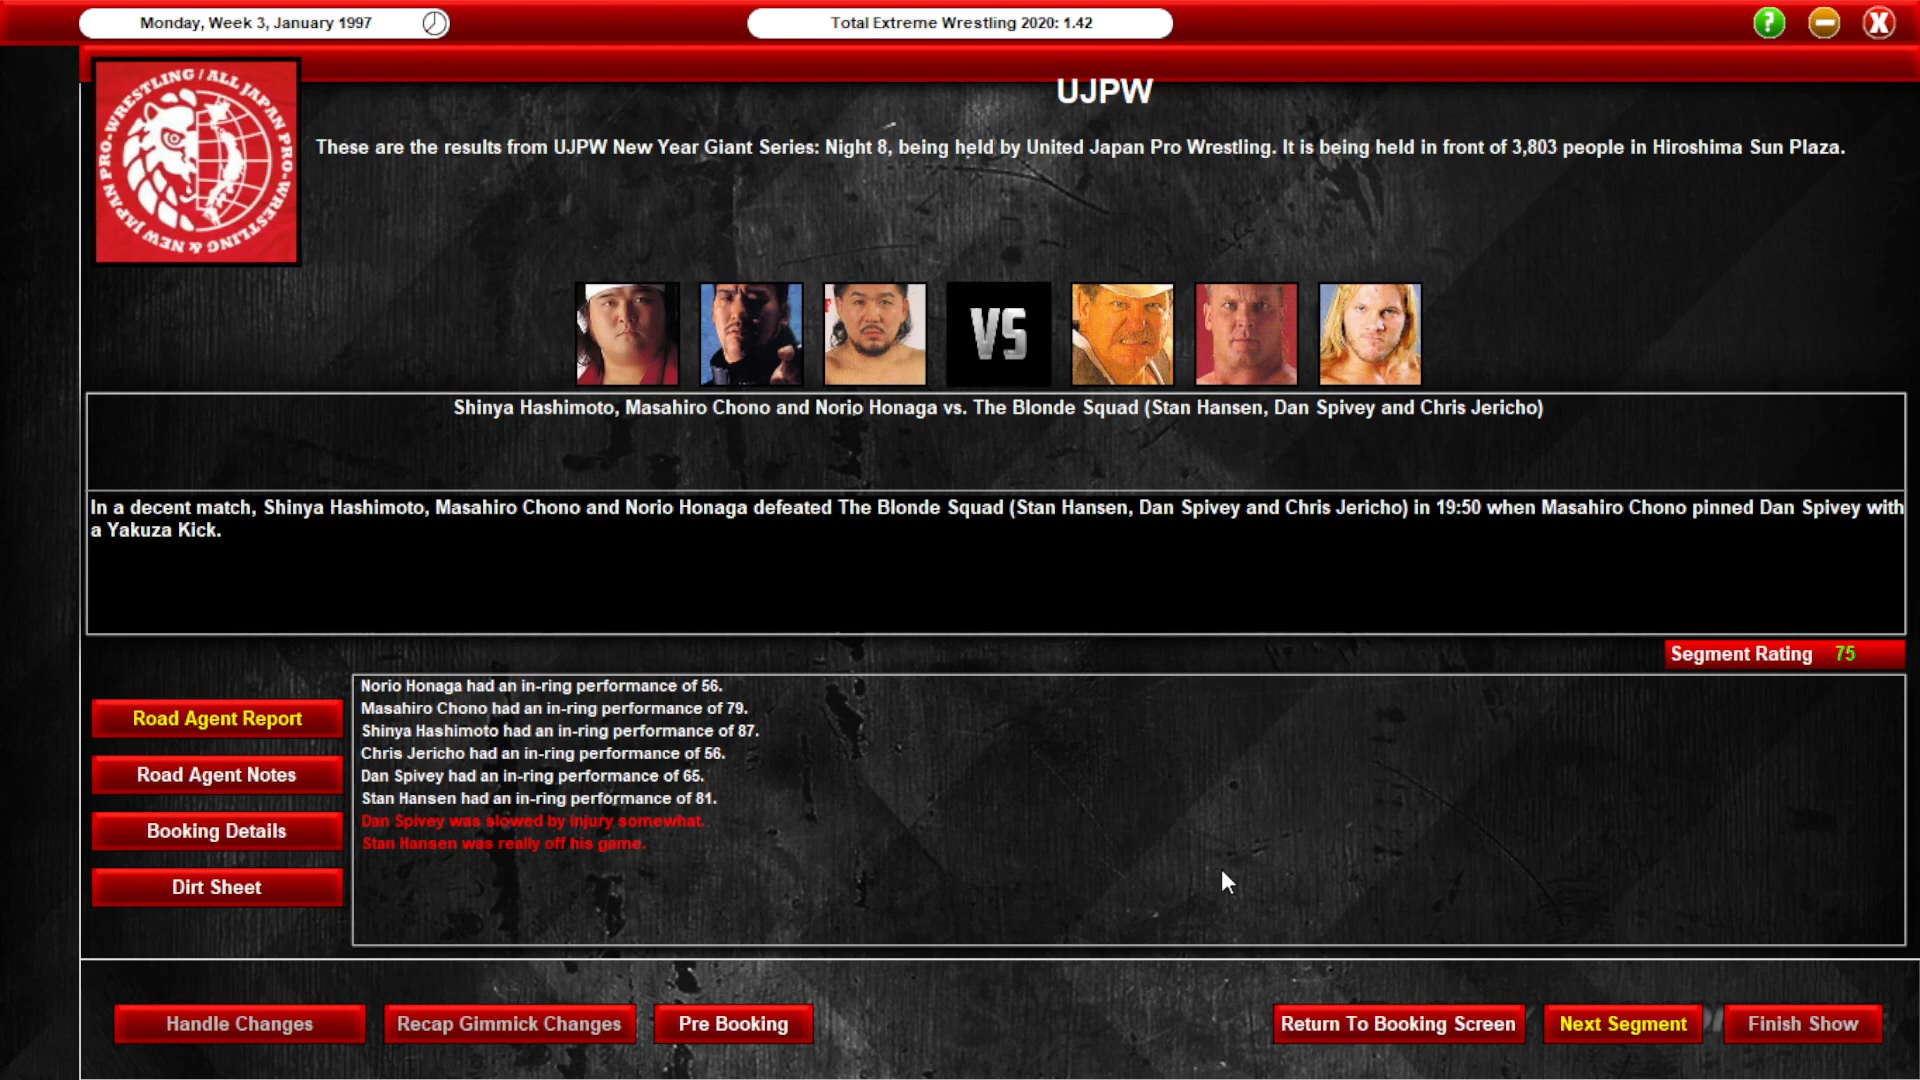 Monday, Week 3, January 1997
Total Extreme Wrestling 2020: 1.42
?
X
PRO-WRESTLING / ALL JAPAN PRO-WRESTLING & NEW JAPAN
UJPW
These are the results from UJPW New Year Giant Series: Night 8, being held by United Japan Pro Wrestling. It is being held in front of 3,803 people in Hiroshima Sun Plaza.
VS
Shinya Hashimoto, Masahiro Chono and Norio Honaga vs. The Blonde Squad (Stan Hansen, Dan Spivey and Chris Jericho)
In a decent match, Shinya Hashimoto, Masahiro Chono and Norio Honaga defeated The Blonde Squad (Stan Hansen, Dan Spivey and Chris Jericho) in 19:50 when Masahiro Chono pinned Dan Spivey with
a Yakuza Kick.
Segment Rating 75
Road Agent Report
Road Agent Notes
Booking Details
Dirt Sheet
Norio Honaga had an in-ring performance of 56.
Masahiro Chono had an in-ring performance of 79.
Shinya Hashimoto had an in-ring performance of 87.
Chris Jericho had an in-ring performance of 56.
Dan Spivey had an in-ring performance of 65.
Stan Hansen had an in-ring performance of 81.
Dan Spivey was slowed by injury somewhat.
Stan Hansen was really off his game.
Handle Changes
Recap Gimmick Changes
Pre Booking
Return To Booking Screen
Next Segment
Finish Show